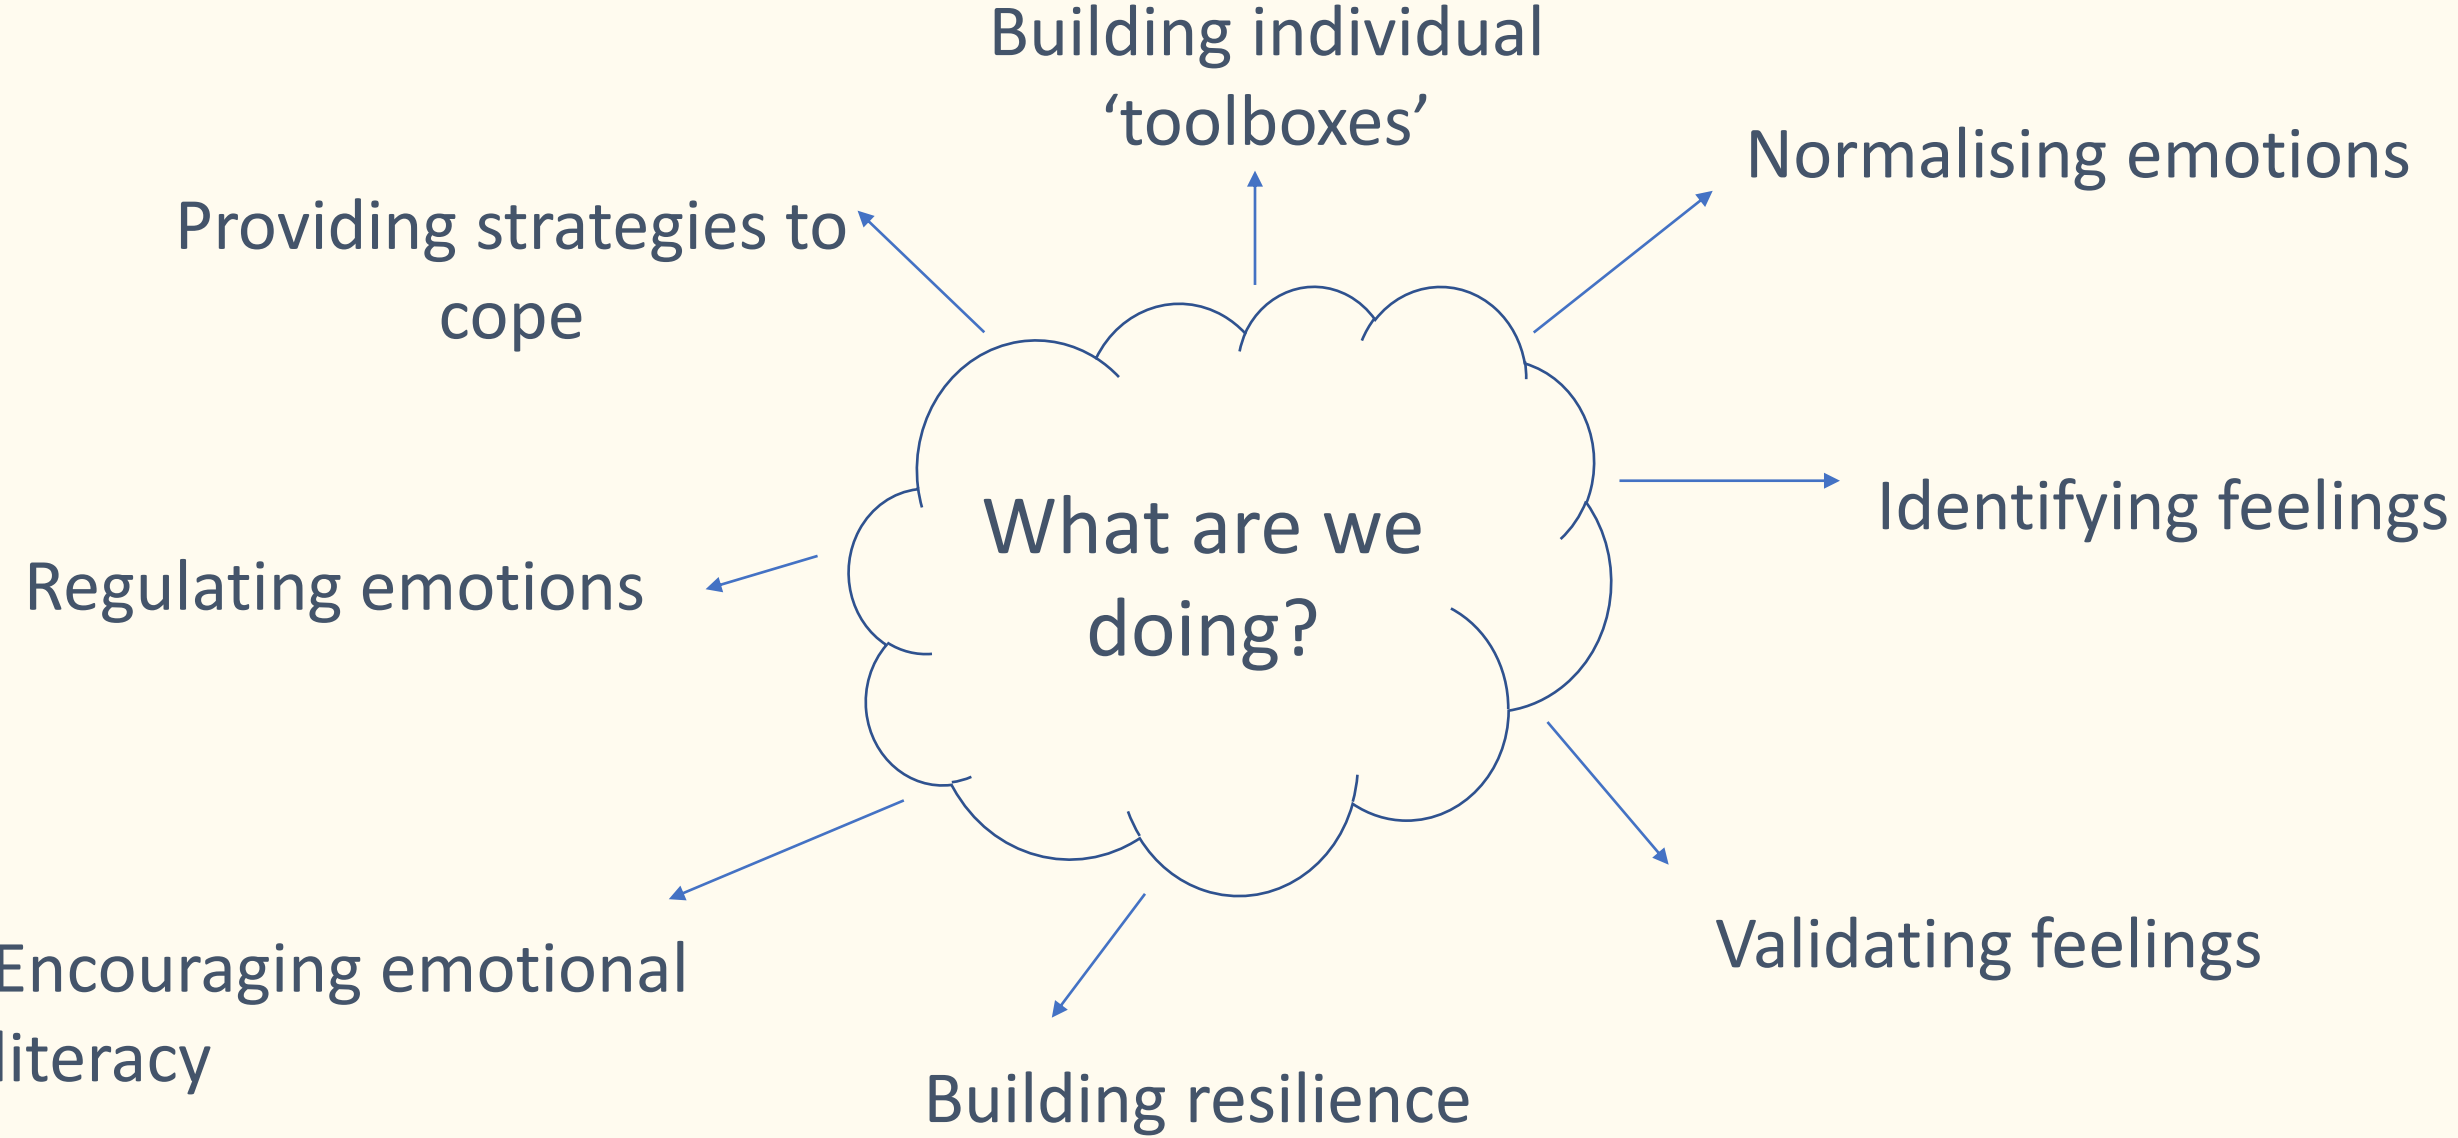 Building individual
‘toolboxes’
Normalising emotions
Providing strategies to
cope
Identifying feelings
What are we
doing?
Regulating emotions
Validating feelings
Encouraging emotional
literacy
Building resilience